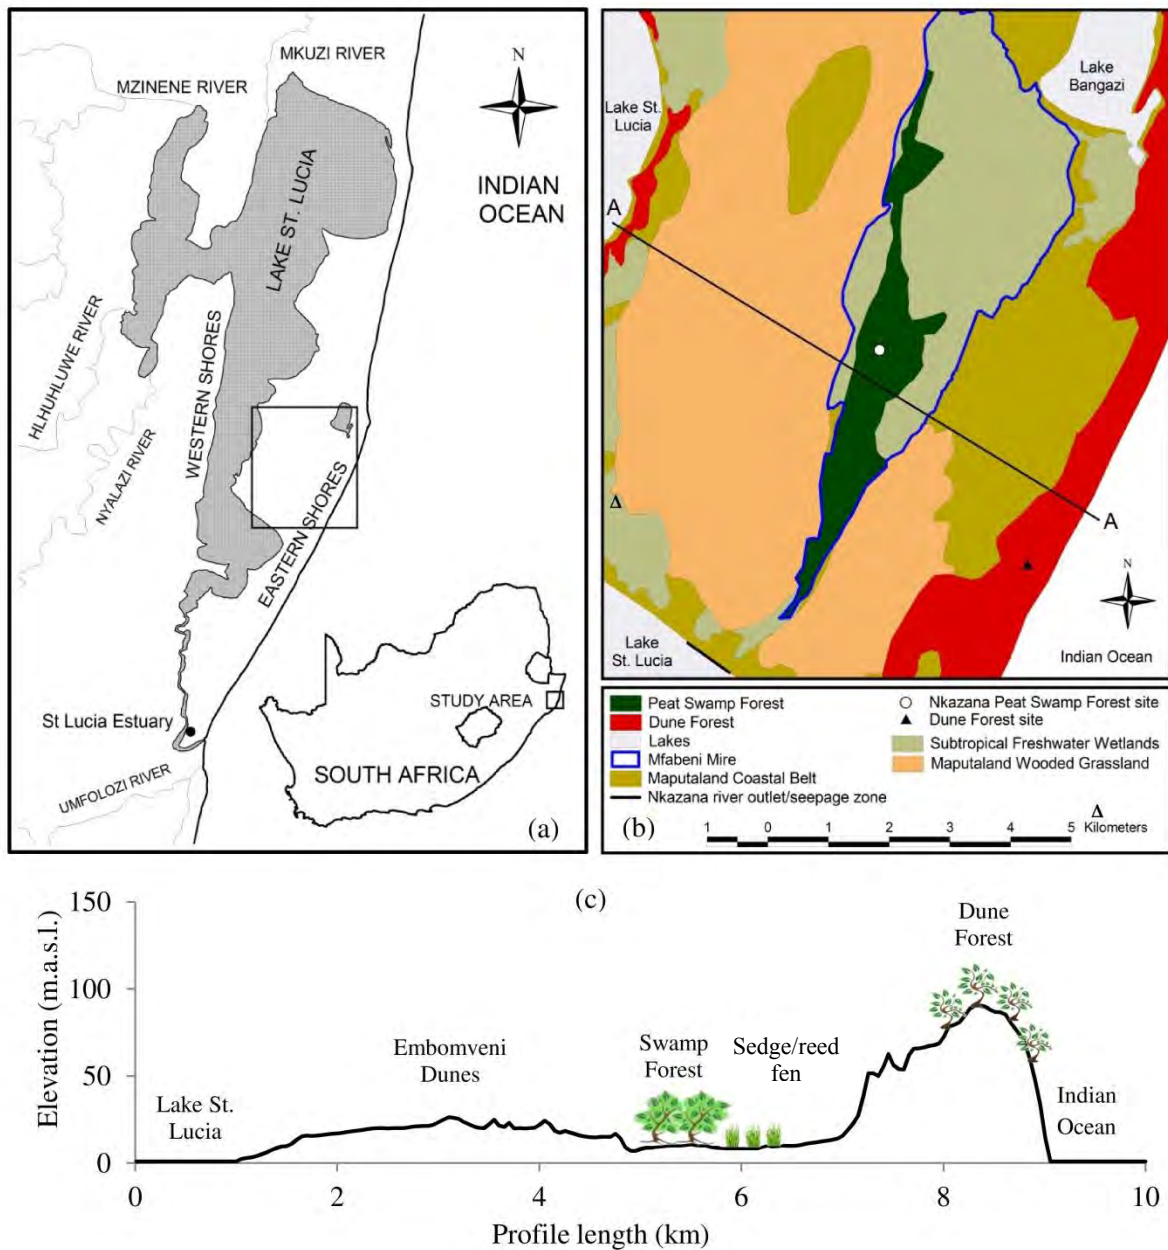 MKUZI RIVER
MZINENE RIVER
N
INDIAN
OCEAN
LAKE ST. LUCIA
WESTERN SHORES
HLHUHLUWE RIVER
NYALAZI RIVER
EASTERN SHORES
STUDY AREA
St Lucia Estuary
SOUTH AFRICA
UMFOLOZI RIVER
(a)
Lake
Bangazi
Lake St.
Lucia
A
Δ
A
N
Lake
St. Lucia
Indian Ocean
Peat Swamp Forest
Dune Forest
Lakes
Mfabeni Mire
Maputaland Coastal Belt
Nkazana river outlet/seepage zone
Nkazana Peat Swamp Forest site
Dune Forest site
Subtropical Freshwater Wetlands
Maputaland Wooded Grassland
(b)
1 0 1 2 3 4 5
Δ
Kilometers
(c)
Elevation (m.a.s.l.)
150
100
50
0
Lake St.
Lucia
Embomveni
Dunes
Swamp
Forest
Sedge/reed
fen
Dune
Forest
Indian
Ocean
0 2 4 6 8 10
Profile length (km)